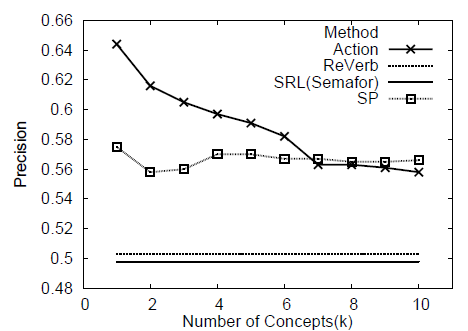 0.66
0.64
0.62
0.6
0.58
0.56
0.54
0.52
0.5
0.48
Precision
Method
Action
ReVerb
SRL(Semafor)
SP
0 2 4 6 8 10
Number of Concepts(k)